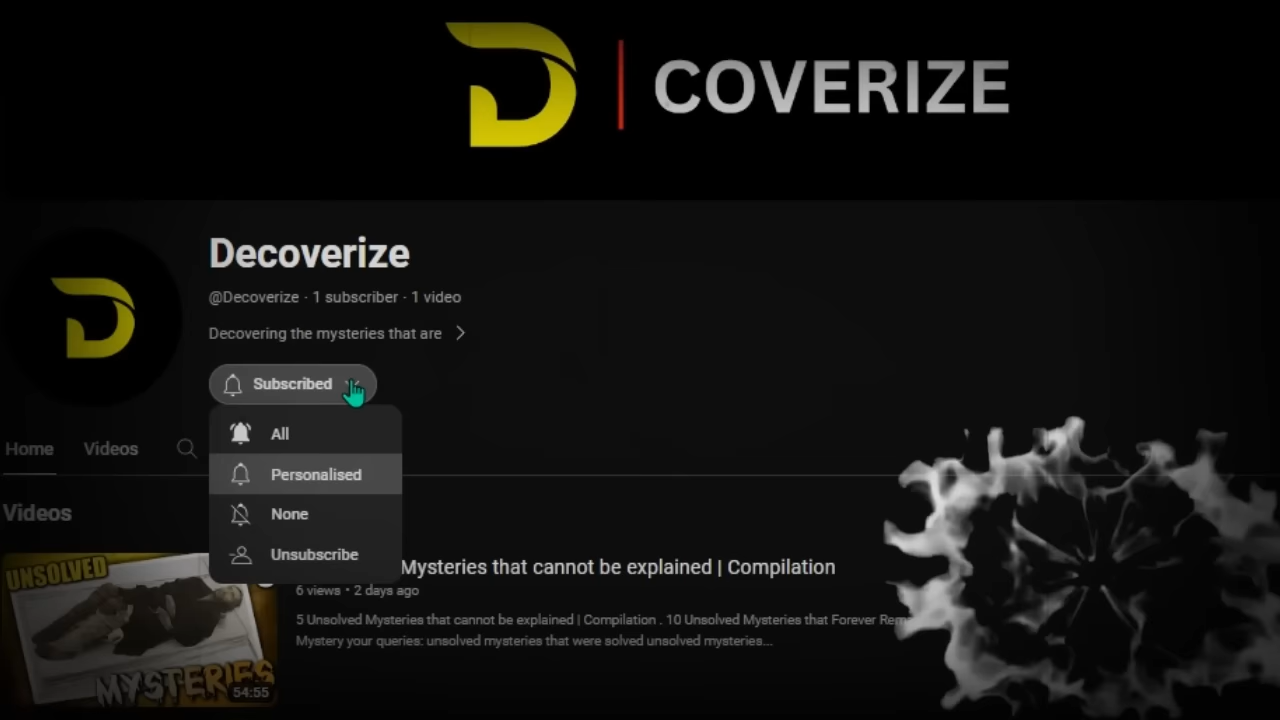 D | COVERIZE
Decoverize
@Decoverize · 1 subscriber · 1 video
Decovering the mysteries that are
Subscribed
All
Personalised
None
Unsubscribe
Home Videos
Videos
UNSOLVED
MYSTERIES
54:55
Mysteries that cannot be explained | Compilation
6 views • 2 days ago
5 Unsolved Mysteries that cannot be explained | Compilation . 10 Unsolved Mysteries that Forever
Mystery your queries: unsolved mysteries that were solved unsolved mysteries...